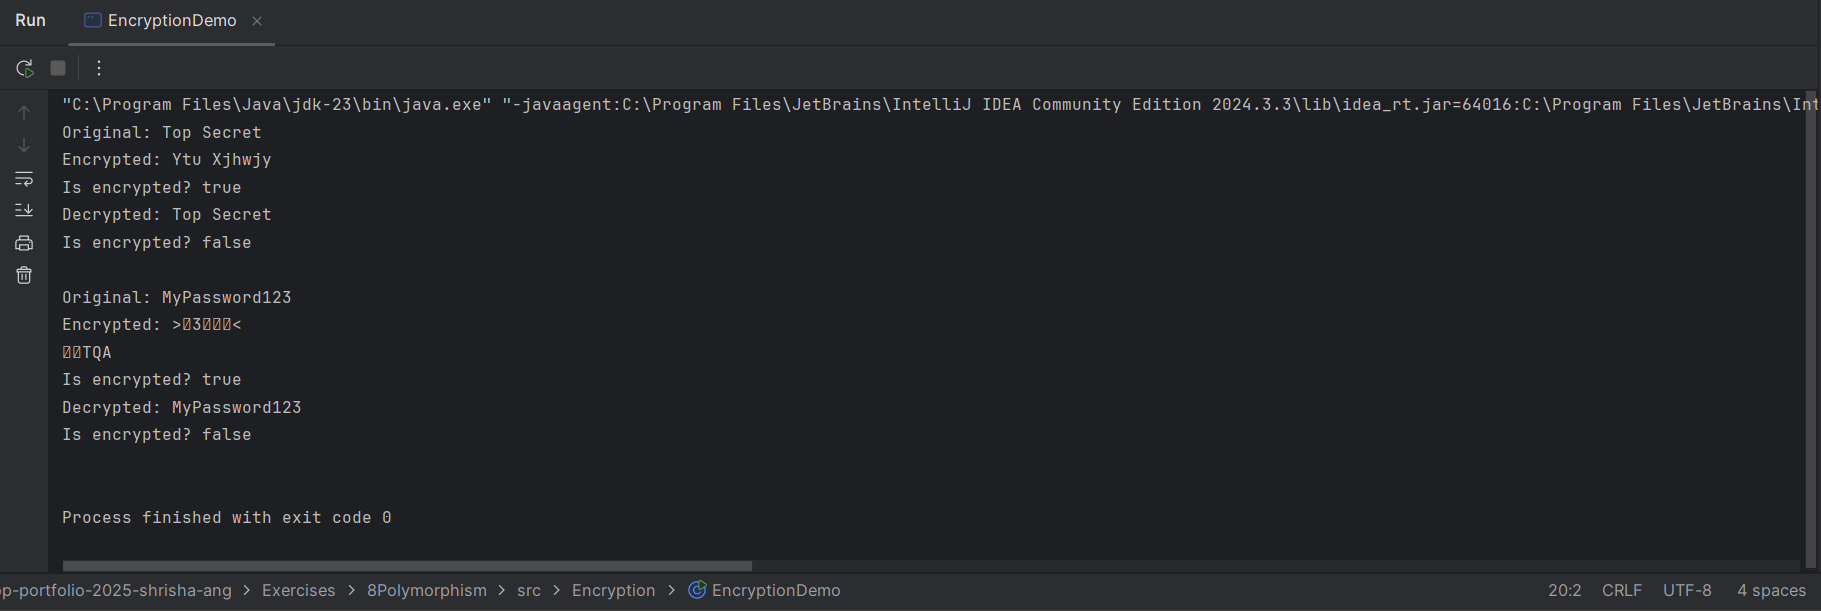 Run EncryptionDemo
"C:\Program Files\Java\jdk-23\bin\java.exe" "-javaagent:C:\Program Files\JetBrains\IntelliJ IDEA Community Edition 2024.3.3\lib\idea_rt.jar=64016:C:\Program Files\JetBrains\Int
Original: Top Secret
Encrypted: Ytu Xjhwjy
Is encrypted? true
Decrypted: Top Secret
Is encrypted? false
Original: MyPassword123
Encrypted: >3<
TQA
Is encrypted? true
Decrypted: MyPassword123
Is encrypted? false
Process finished with exit code 0
op-portfolio-2025-shrisha-ang > Exercises > 8Polymorphism > src > Encryption > EncryptionDemo 20:2 CRLF UTF-8 4 spaces